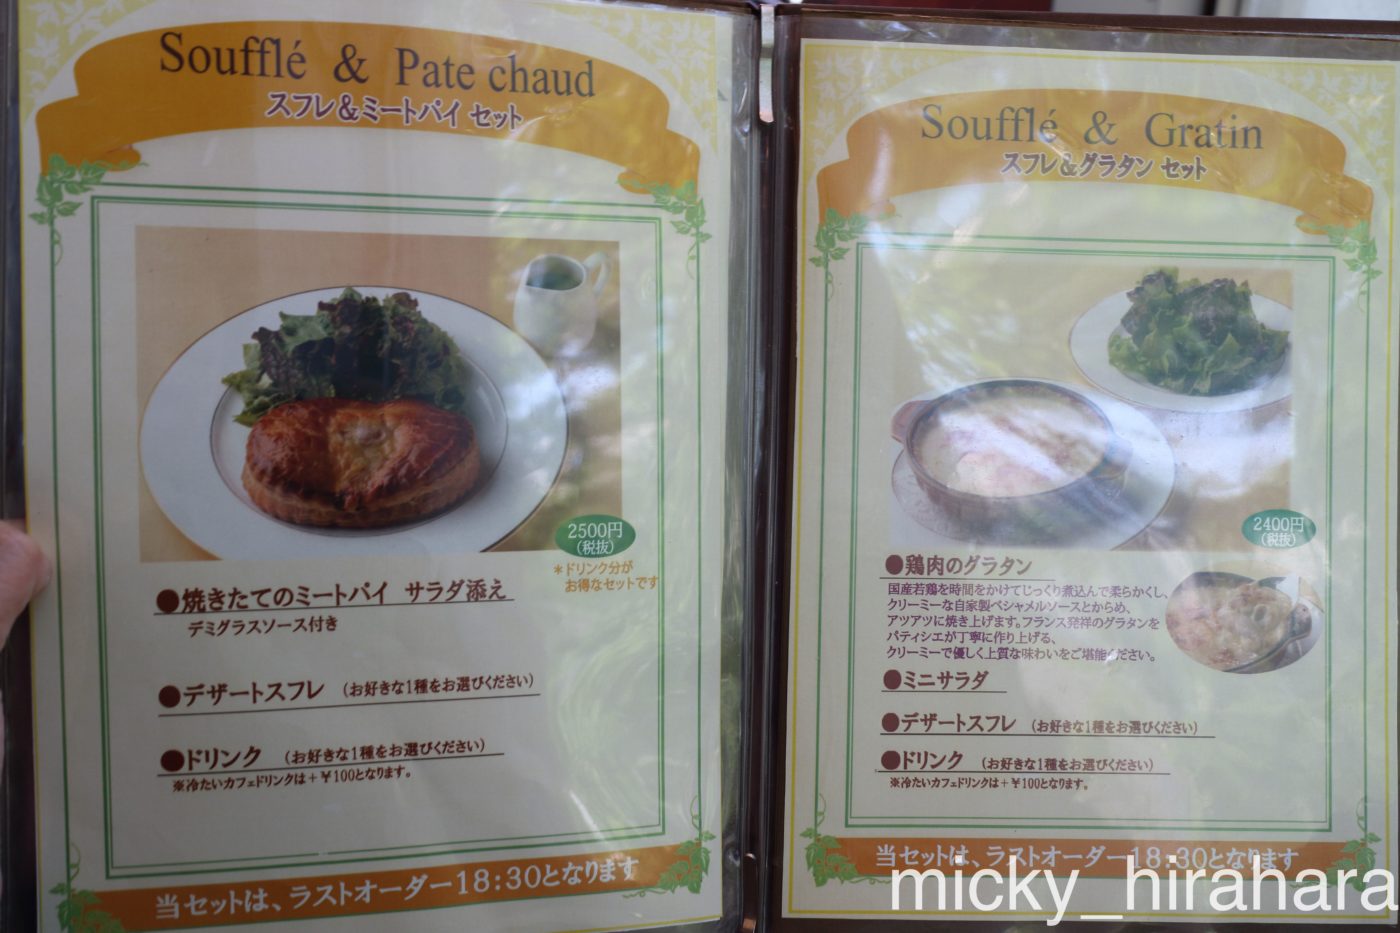 Soufflé & Pate chaud
スフレ&ミートパイ セット
2500円
(税抜)
*ドリンク分が
お得なセットです
●焼きたてのミートパイ サラダ添え
デミグラスソース付き
●デザートスフレ (お好きな1種をお選びください)
●ドリンク (お好きな1種をお選びください)
※冷たいカフェドリンクは+¥100となります。
当セットは、ラストオーダー18:30となります
Soufflé & Gratin
スフレ&グラタン セット
2400円
(税抜)
●鶏肉のグラタン
国産若鶏を時間をかけてじっくり煮込んで柔らかくし、
クリーミーな自家製ベシャメルソースとからめ、
アツアツに焼き上げます。フランス発祥のグラタンを
パティシエが丁寧に作り上げる、
クリーミーで優しく上質な味わいをご堪能ください。
●ミニサラダ
●デザートスフレ (お好きな1種をお選びください)
●ドリンク (お好きな1種をお選びください)
※冷たいカフェドリンクは+¥100となります。
当セットは、ラストオーダー18:30となります
micky_hirahara